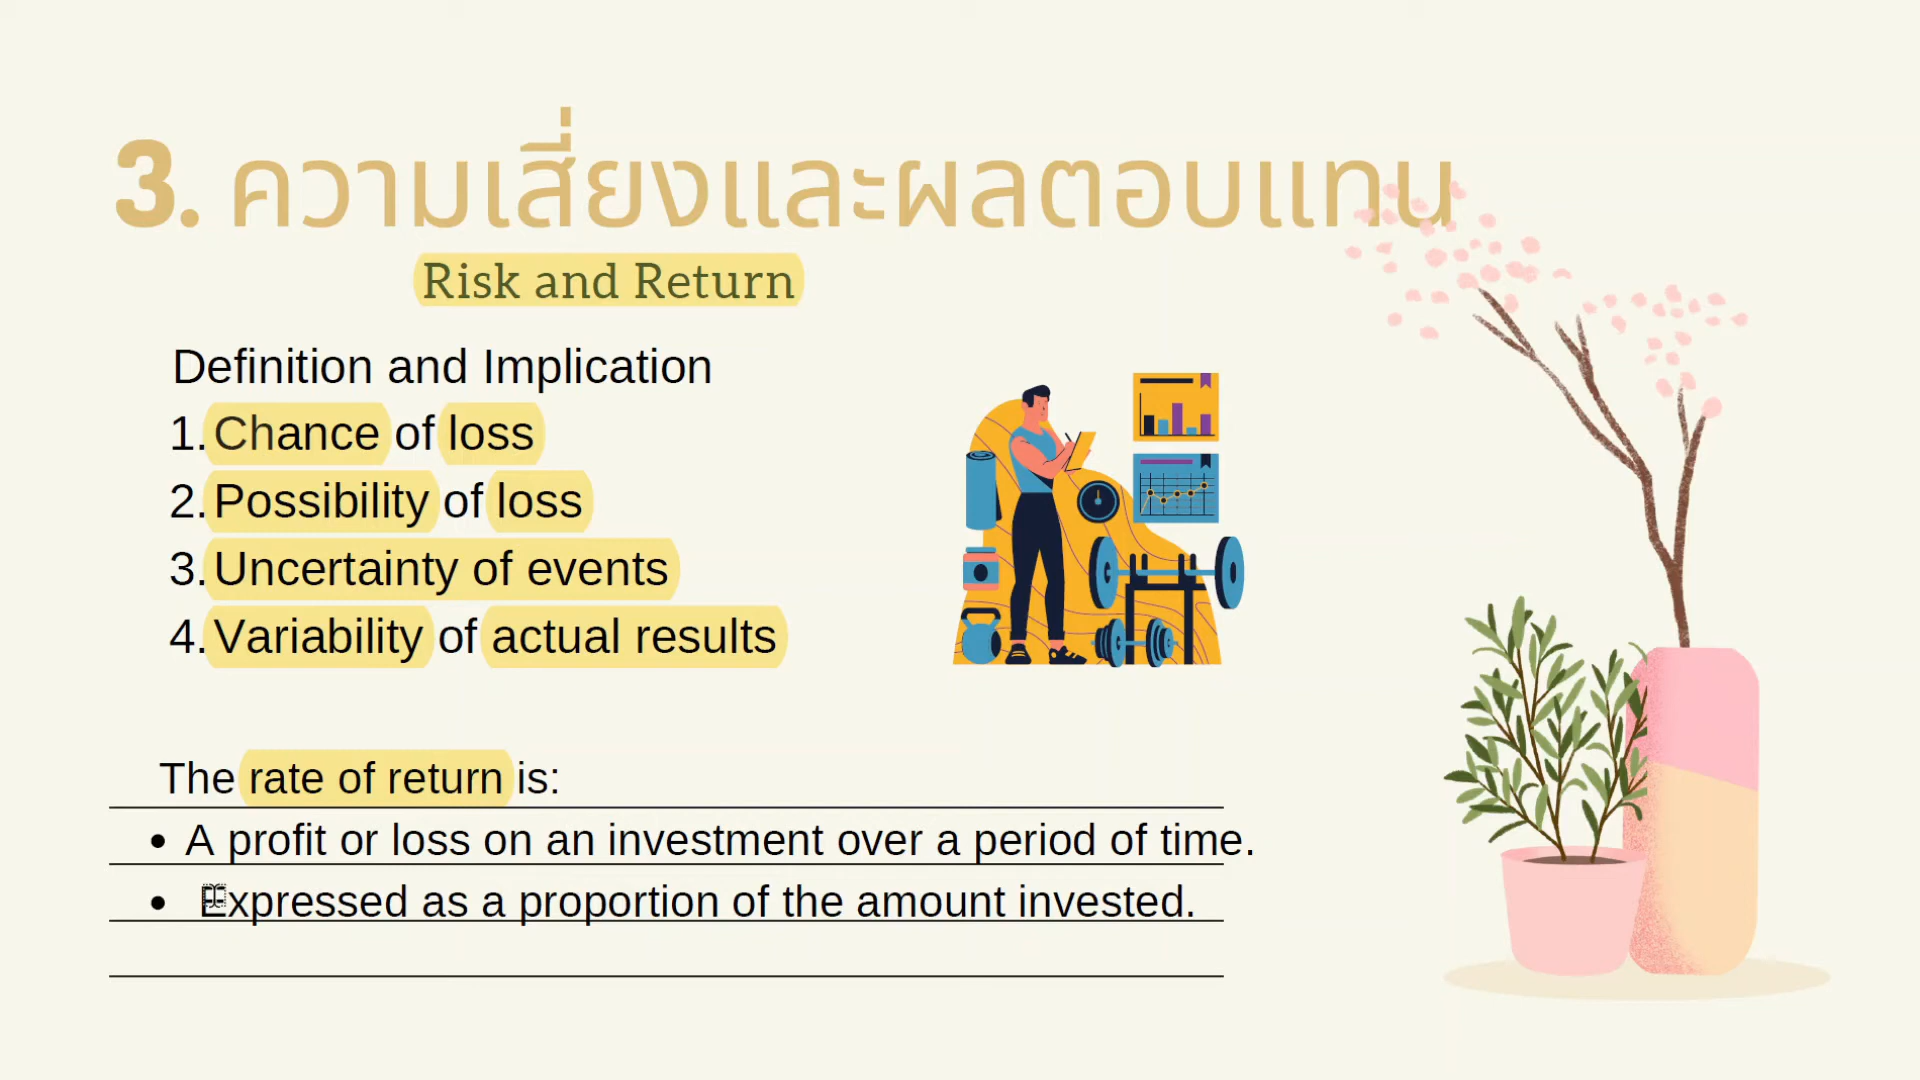 3. ความเสี่ยงและผลตอบแทน
Risk and Return
Definition and Implication
1. Chance of loss
2. Possibility of loss
3. Uncertainty of events
4. Variability of actual results
The rate of return is:
• A profit or loss on an investment over a period of time.
• Expressed as a proportion of the amount invested.